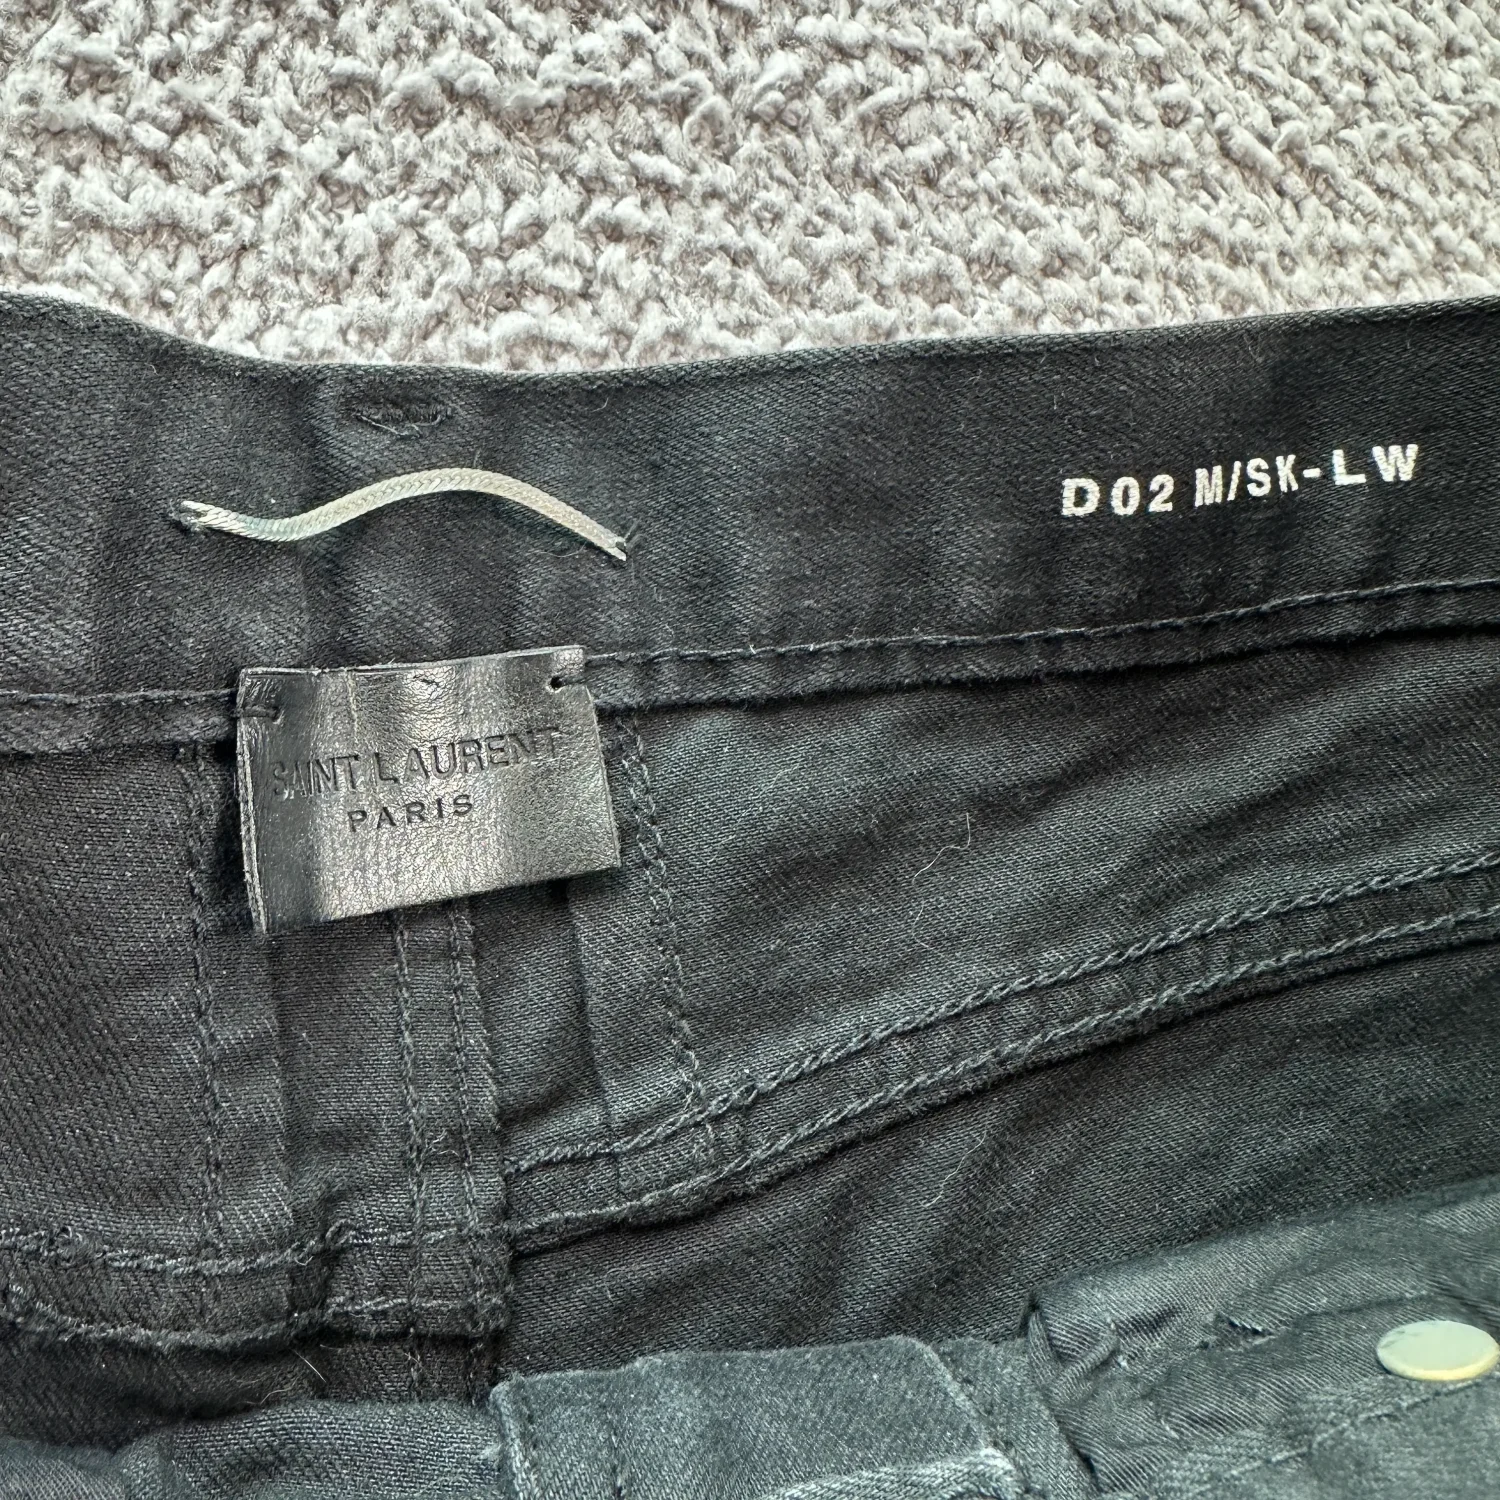 D02 M/SK-LW
SAINT LAURENT
PARIS